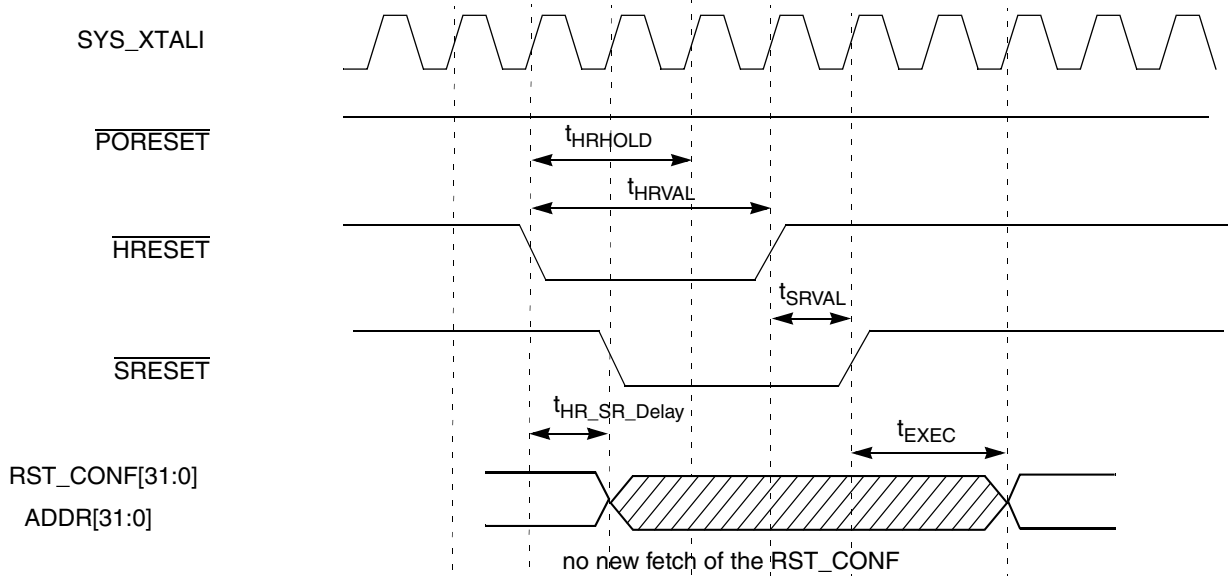 SYS_XTALI
PORESET
tHRHOLD
tHRVAL
HRESET
tSRVAL
SRESET
tHR_SR_Delay
tEXEC
RST_CONF[31:0]
ADDR[31:0]
no new fetch of the RST_CONF